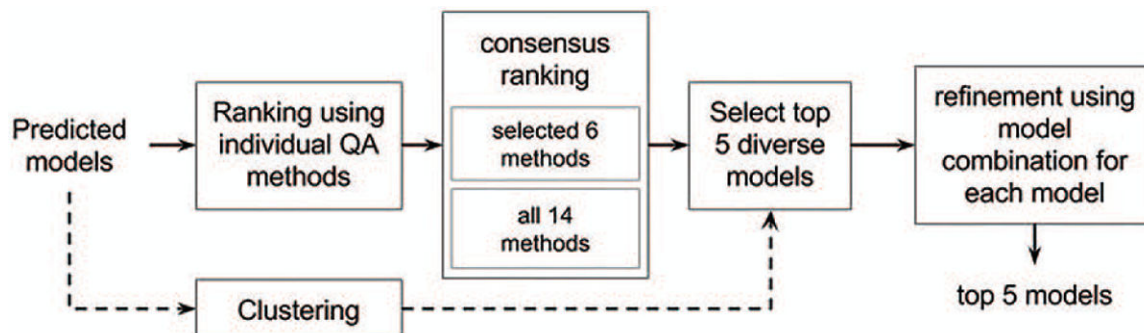 Predicted
models
Ranking using
individual QA
methods
consensus
ranking
selected 6
methods
all 14
methods
Select top
5 diverse
models
refinement using
model
combination for
each model
top 5 models
Clustering